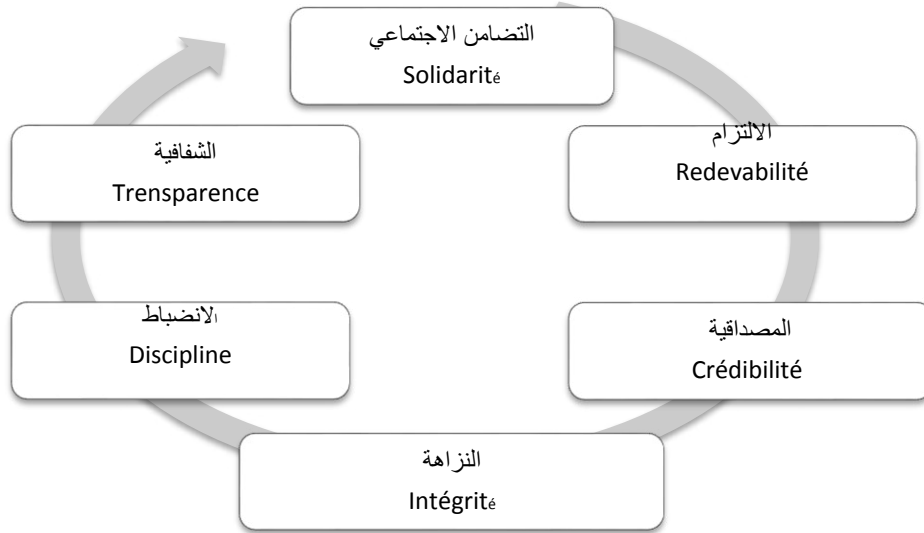 التضامن الاجتماعي
Solidarité
الالتزام
Redevabilité
المصداقية
Crédibilité
النزاهة
Intégrité
الانضباط
Discipline
الشفافية
Trensparence